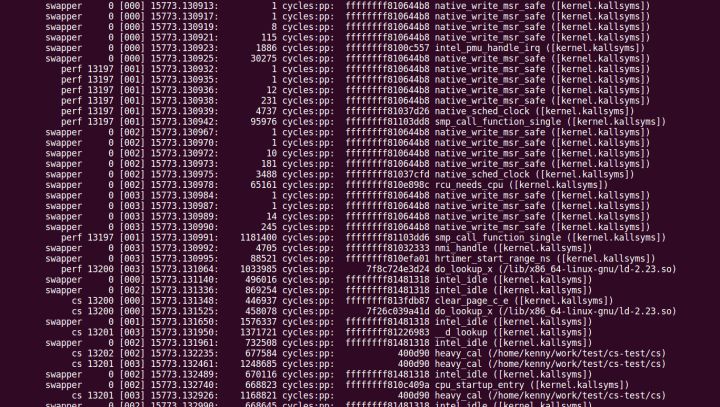 swapper 0 [000] 15773.130913: 1 cycles:pp: ffffffff810644b8 native_write_msr_safe ([kernel.kallsyms])
swapper 0 [000] 15773.130917: 1 cycles:pp: ffffffff810644b8 native_write_msr_safe ([kernel.kallsyms])
swapper 0 [000] 15773.130919: 8 cycles:pp: ffffffff810644b8 native_write_msr_safe ([kernel.kallsyms])
swapper 0 [000] 15773.130921: 115 cycles:pp: ffffffff810644b8 native_write_msr_safe ([kernel.kallsyms])
swapper 0 [000] 15773.130923: 1886 cycles:pp: ffffffff8100c557 intel_pmu_handle_irq ([kernel.kallsyms])
swapper 0 [000] 15773.130925: 30275 cycles:pp: ffffffff810644b8 native_write_msr_safe ([kernel.kallsyms])
perf 13197 [001] 15773.130932: 1 cycles:pp: ffffffff810644b8 native_write_msr_safe ([kernel.kallsyms])
perf 13197 [001] 15773.130935: 1 cycles:pp: ffffffff810644b8 native_write_msr_safe ([kernel.kallsyms])
perf 13197 [001] 15773.130936: 12 cycles:pp: ffffffff810644b8 native_write_msr_safe ([kernel.kallsyms])
perf 13197 [001] 15773.130938: 231 cycles:pp: ffffffff810644b8 native_write_msr_safe ([kernel.kallsyms])
perf 13197 [001] 15773.130939: 4737 cycles:pp: ffffffff81037d26 native_sched_clock ([kernel.kallsyms])
perf 13197 [001] 15773.130942: 95976 cycles:pp: ffffffff81103dd8 smp_call_function_single ([kernel.kallsyms])
swapper 0 [002] 15773.130967: 1 cycles:pp: ffffffff810644b8 native_write_msr_safe ([kernel.kallsyms])
swapper 0 [002] 15773.130970: 1 cycles:pp: ffffffff810644b8 native_write_msr_safe ([kernel.kallsyms])
swapper 0 [002] 15773.130972: 10 cycles:pp: ffffffff810644b8 native_write_msr_safe ([kernel.kallsyms])
swapper 0 [002] 15773.130973: 181 cycles:pp: ffffffff810644b8 native_write_msr_safe ([kernel.kallsyms])
swapper 0 [002] 15773.130975: 3488 cycles:pp: ffffffff81037cfd native_sched_clock ([kernel.kallsyms])
swapper 0 [002] 15773.130978: 65161 cycles:pp: ffffffff810e898c rcu_needs_cpu ([kernel.kallsyms])
swapper 0 [003] 15773.130984: 1 cycles:pp: ffffffff810644b8 native_write_msr_safe ([kernel.kallsyms])
swapper 0 [003] 15773.130987: 1 cycles:pp: ffffffff810644b8 native_write_msr_safe ([kernel.kallsyms])
swapper 0 [003] 15773.130989: 14 cycles:pp: ffffffff810644b8 native_write_msr_safe ([kernel.kallsyms])
swapper 0 [003] 15773.130990: 245 cycles:pp: ffffffff810644b8 native_write_msr_safe ([kernel.kallsyms])
perf 13197 [001] 15773.130991: 1181400 cycles:pp: ffffffff81103dd6 smp_call_function_single ([kernel.kallsyms])
swapper 0 [003] 15773.130992: 4705 cycles:pp: ffffffff81032333 nmi_handle ([kernel.kallsyms])
swapper 0 [003] 15773.130995: 88521 cycles:pp: ffffffff810efa01 hrtimer_start_range_ns ([kernel.kallsyms])
perf 13200 [003] 15773.131064: 1033985 cycles:pp: 7f8c724e3d24 do_lookup_x (/lib/x86_64-linux-gnu/ld-2.23.so)
swapper 0 [000] 15773.131140: 496016 cycles:pp: ffffffff81481318 intel_idle ([kernel.kallsyms])
swapper 0 [002] 15773.131336: 869254 cycles:pp: ffffffff81481318 intel_idle ([kernel.kallsyms])
cs 13200 [000] 15773.131348: 446937 cycles:pp: ffffffff813fdb87 clear_page_c_e ([kernel.kallsyms])
cs 13200 [000] 15773.131525: 458078 cycles:pp: 7f26c039a41d do_lookup_x (/lib/x86_64-linux-gnu/ld-2.23.so)
swapper 0 [001] 15773.131650: 1576337 cycles:pp: ffffffff81481318 intel_idle ([kernel.kallsyms])
cs 13201 [003] 15773.131950: 1371721 cycles:pp: ffffffff81226983 __d_lookup ([kernel.kallsyms])
swapper 0 [000] 15773.131961: 732508 cycles:pp: ffffffff81481318 intel_idle ([kernel.kallsyms])
cs 13202 [002] 15773.132235: 677584 cycles:pp: 400d90 heavy_cal (/home/kenny/work/test/cs-test/cs)
cs 13201 [003] 15773.132461: 1248685 cycles:pp: 400d90 heavy_cal (/home/kenny/work/test/cs-test/cs)
swapper 0 [000] 15773.132489: 670116 cycles:pp: ffffffff81481318 intel_idle ([kernel.kallsyms])
swapper 0 [002] 15773.132740: 668823 cycles:pp: ffffffff810c409a cpu_startup_entry ([kernel.kallsyms])
cs 13201 [003] 15773.132926: 1168821 cycles:pp: 400d90 heavy_cal (/home/kenny/work/test/cs-test/cs)
swapper 0 [000] 15773.132990: 668645 cycles:pp: ffffffff81481318 intel_idle ([kernel.kallsyms])